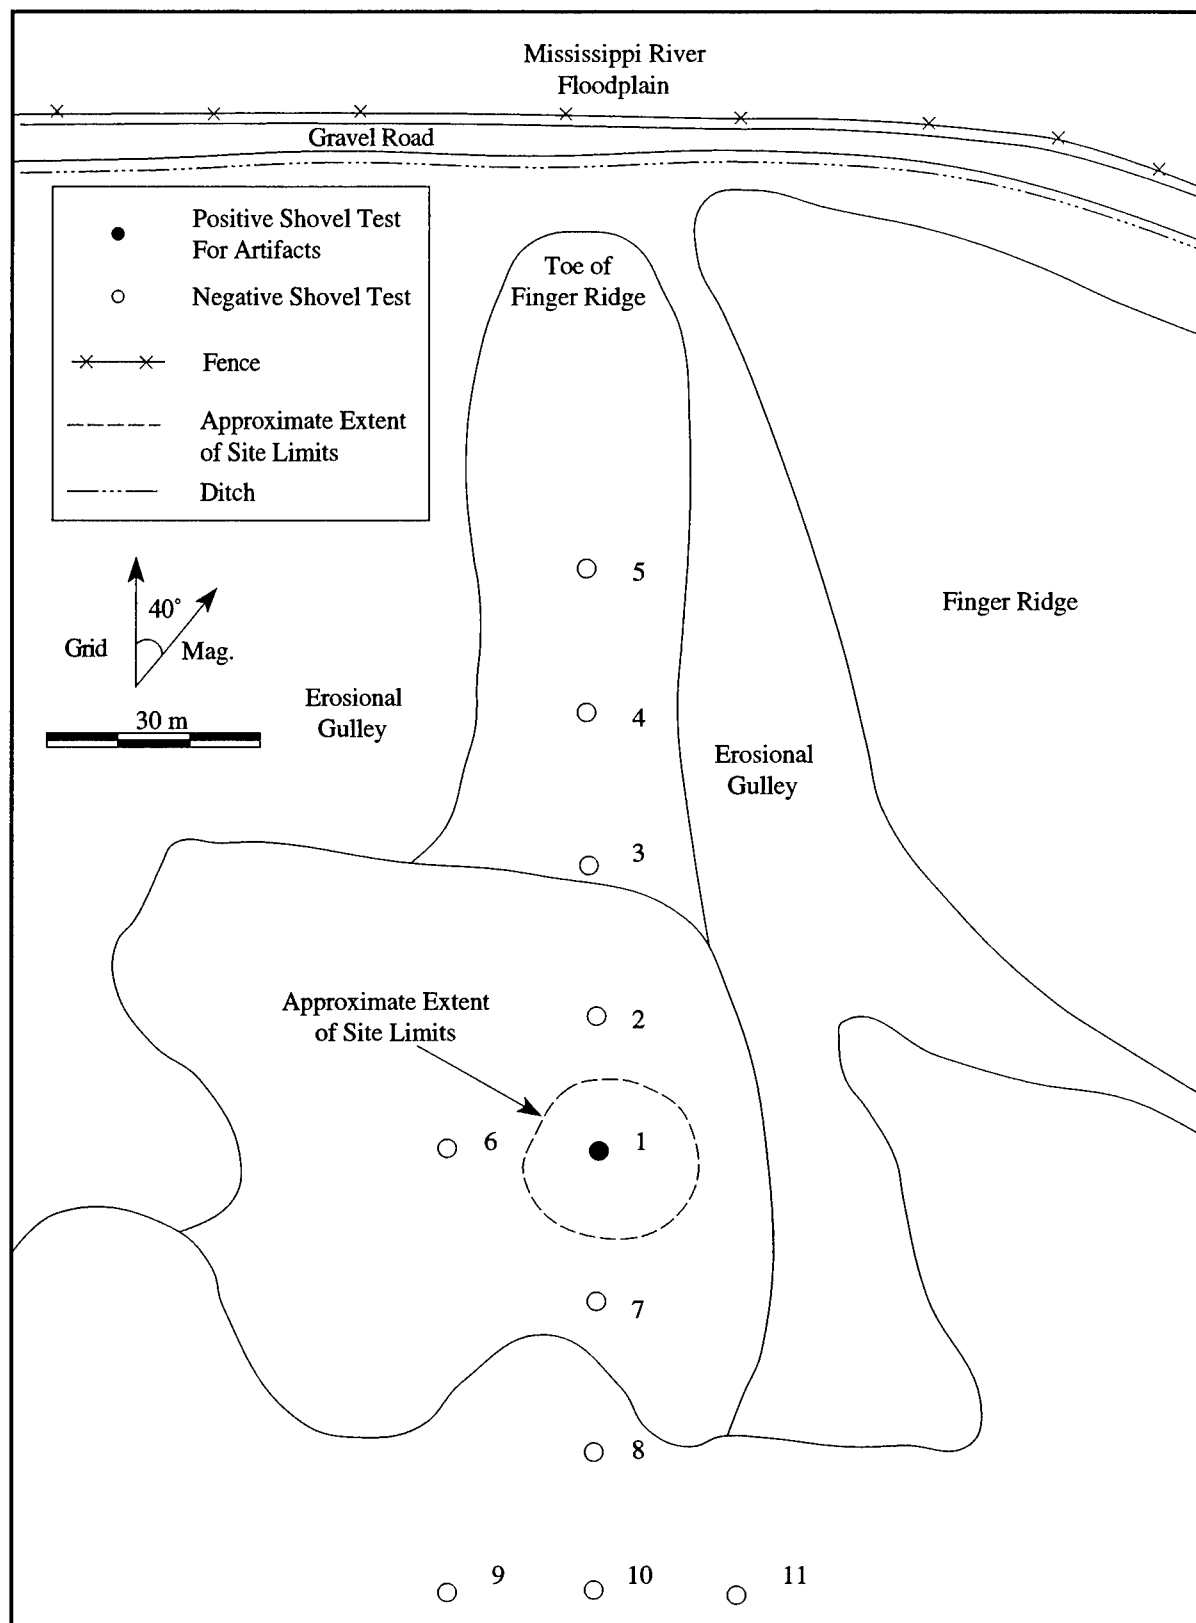 Mississippi River
Floodplain
Gravel Road
Positive Shovel Test
For Artifacts
Negative Shovel Test
Fence
Approximate Extent
of Site Limits
Ditch
Toe of
Finger Ridge
5
40°
Grid
Mag.
Finger Ridge
30 m
Erosional
Gulley
4
Erosional
Gulley
3
Approximate Extent
of Site Limits
2
6
1
7
8
9
10
11